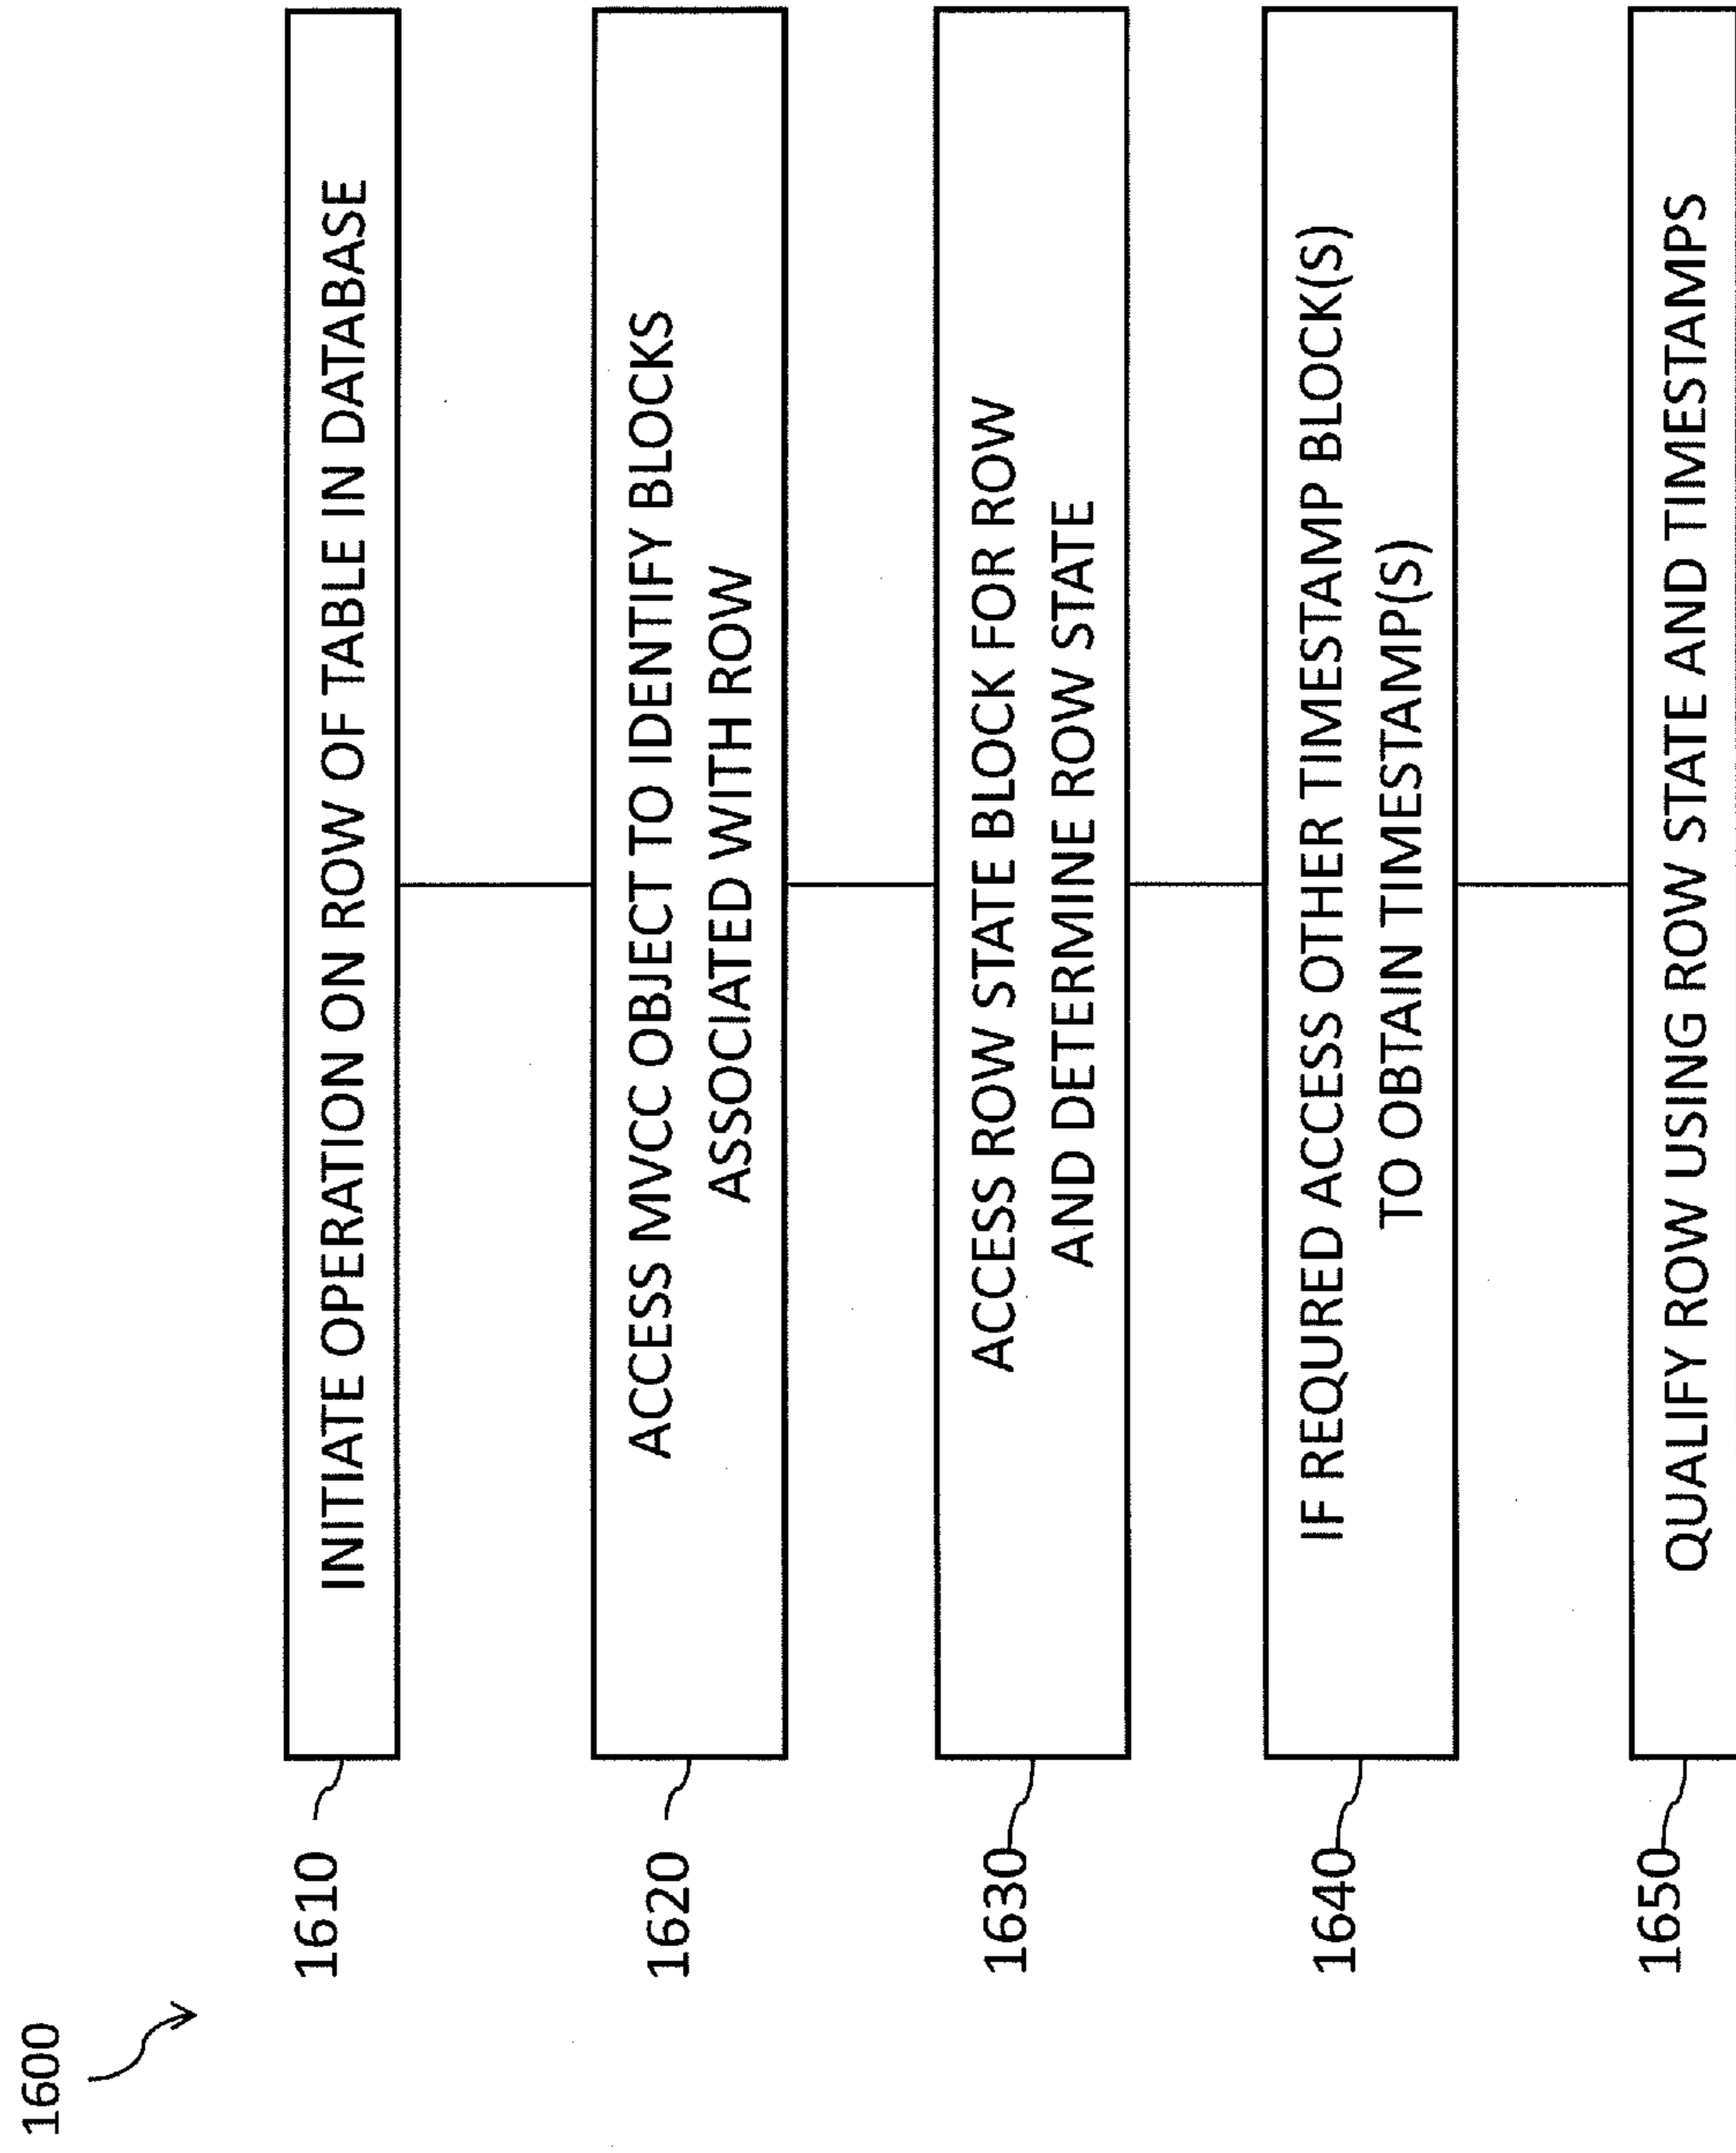 1600
1610
INITIATE OPERATION ON ROW OF TABLE IN DATABASE
1620
ACCESS MVCC OBJECT TO IDENTIFY BLOCKS
ASSOCIATED WITH ROW
1630
ACCESS ROW STATE BLOCK FOR ROW
AND DETERMINE ROW STATE
1640
IF REQURED ACCESS OTHER TIMESTAMP BLOCK(S)
TO OBTAIN TIMESTAMP(S)
1650
QUALIFY ROW USING ROW STATE AND TIMESTAMPS